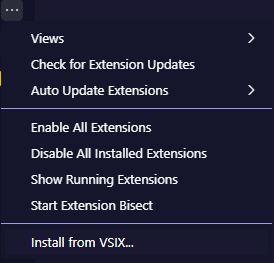 Views
Check for Extension Updates
Auto Update Extensions
Enable All Extensions
Disable All Installed Extensions
Show Running Extensions
Start Extension Bisect
Install from VSIX...